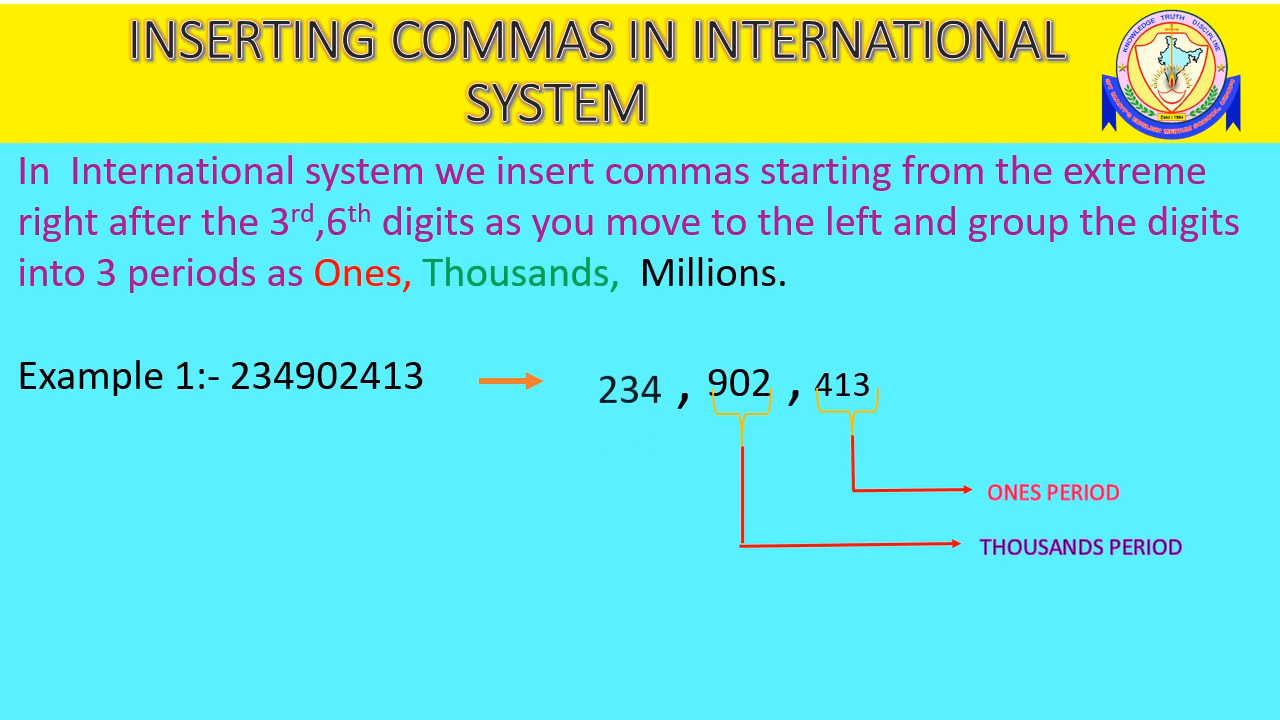 INSERTING COMMAS IN INTERNATIONAL
SYSTEM
KNOWLEDGE TRUTH DISCIPLINE
Estd : 1984
In International system we insert commas starting from the extreme
right after the 3rd,6th digits as you move to the left and group the digits
into 3 periods as Ones, Thousands, Millions.
Example 1:- 234902413
234 , 902 , 413
ONES PERIOD
THOUSANDS PERIOD